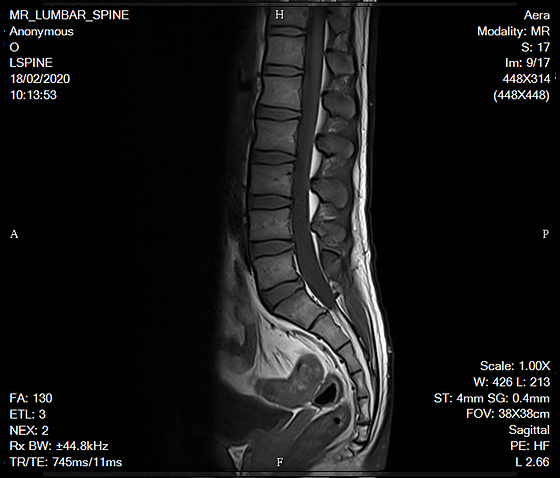 MR_LUMBAR_SPINE
Anonymous
O
LSPINE
18/02/2020
10:13:53
H
Aera
Modality: MR
S: 17
Im: 9/17
448X314
(448X448)
A
P
FA: 130
ETL: 3
NEX: 2
Rx BW: ±44.8kHz
TR/TE: 745ms/11ms
F
Scale: 1.00X
W: 426 L: 213
ST: 4mm SG: 0.4mm
FOV: 38X38cm
Sagittal
PE: HF
L 2.66